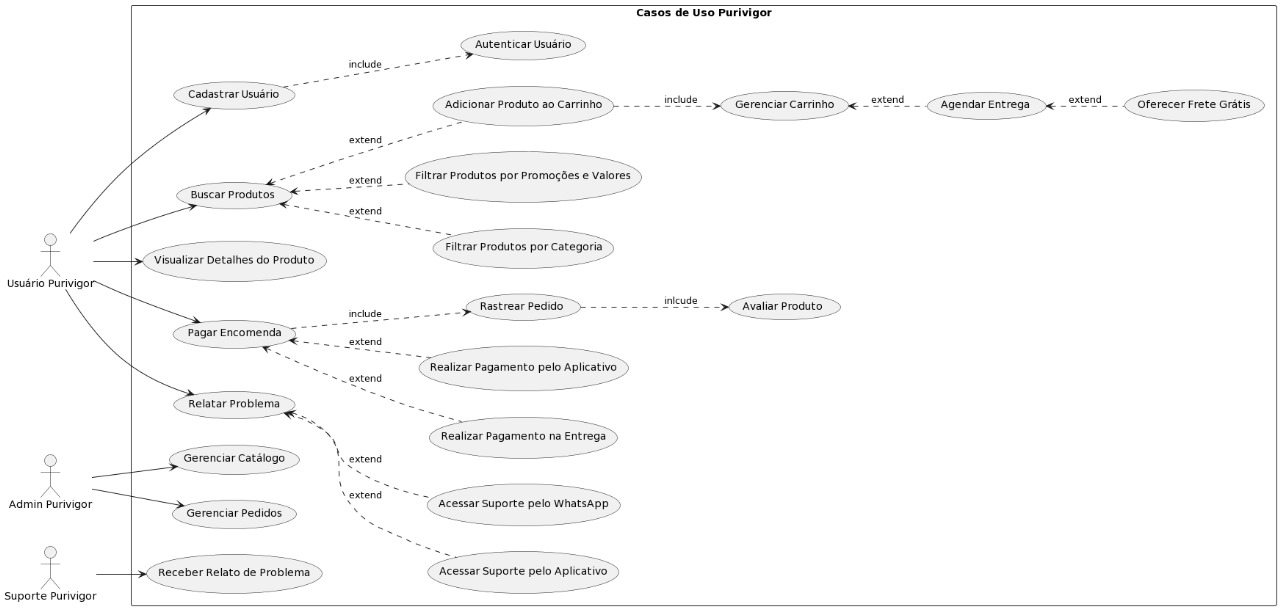 Casos de Uso Purivigor
Autenticar Usuário
include
Cadastrar Usuário
Adicionar Produto ao Carrinho
include
Gerenciar Carrinho
extend
Agendar Entrega
extend
Oferecer Frete Grátis
extend
Filtrar Produtos por Promoções e Valores
extend
Buscar Produtos
extend
Filtrar Produtos por Categoria
Visualizar Detalhes do Produto
Usuário Purivigor
Rastrear Pedido
inlcude
Avaliar Produto
include
Pagar Encomenda
extend
Realizar Pagamento pelo Aplicativo
extend
Relatar Problema
Realizar Pagamento na Entrega
Gerenciar Catálogo
extend
Admin Purivigor
extend
Acessar Suporte pelo WhatsApp
Gerenciar Pedidos
Receber Relato de Problema
Acessar Suporte pelo Aplicativo
Suporte Purivigor